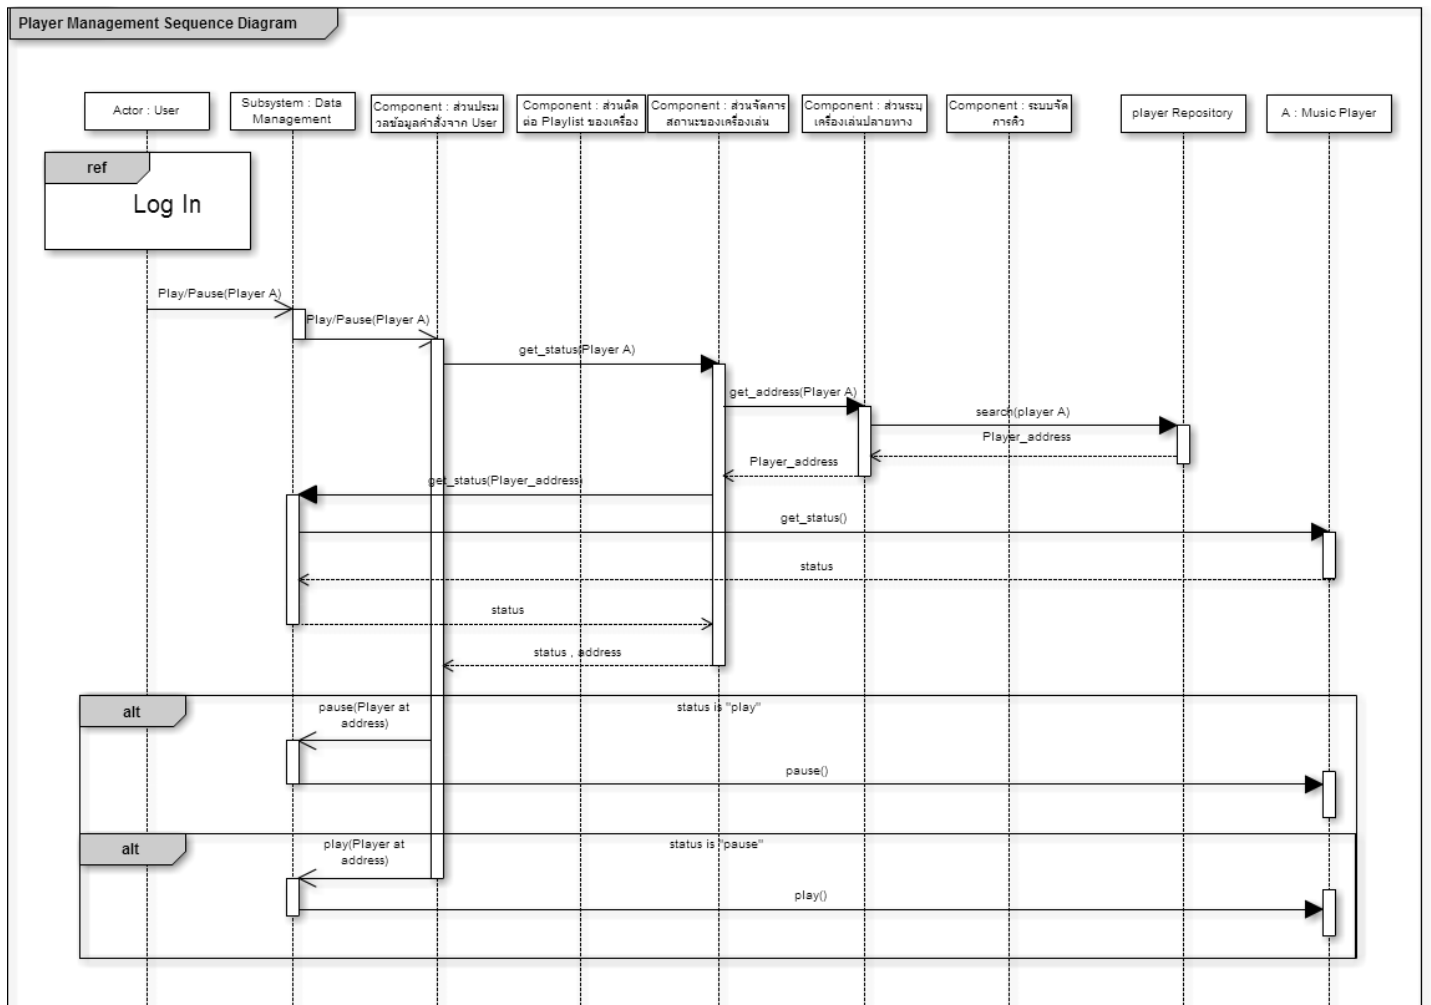 Player Management Sequence Diagram
Actor : User
Subsystem : Data
Management
Component : ส่วนประม
วลข้อมูลคำสั่งจาก User
Component : ส่วนติด
ต่อ Playlist ของเครื่อง
Component : ส่วนจัดการ
สถานะของเครื่องเล่น
Component : ส่วนระบุ
เครื่องเล่นปลายทาง
Component : ระบบจัด
การคิว
player Repository
A : Music Player
ref
Log In
Play/Pause(Player A)
Play/Pause(Player A)
get_status(Player A)
get_address(Player A)
search(player A)
Player_address
Player_address
get_status(Player_address)
get_status()
status
status
status , address
alt
pause(Player at
address)
status is "play"
pause()
alt
play(Player at
address)
status is "pause"
play()